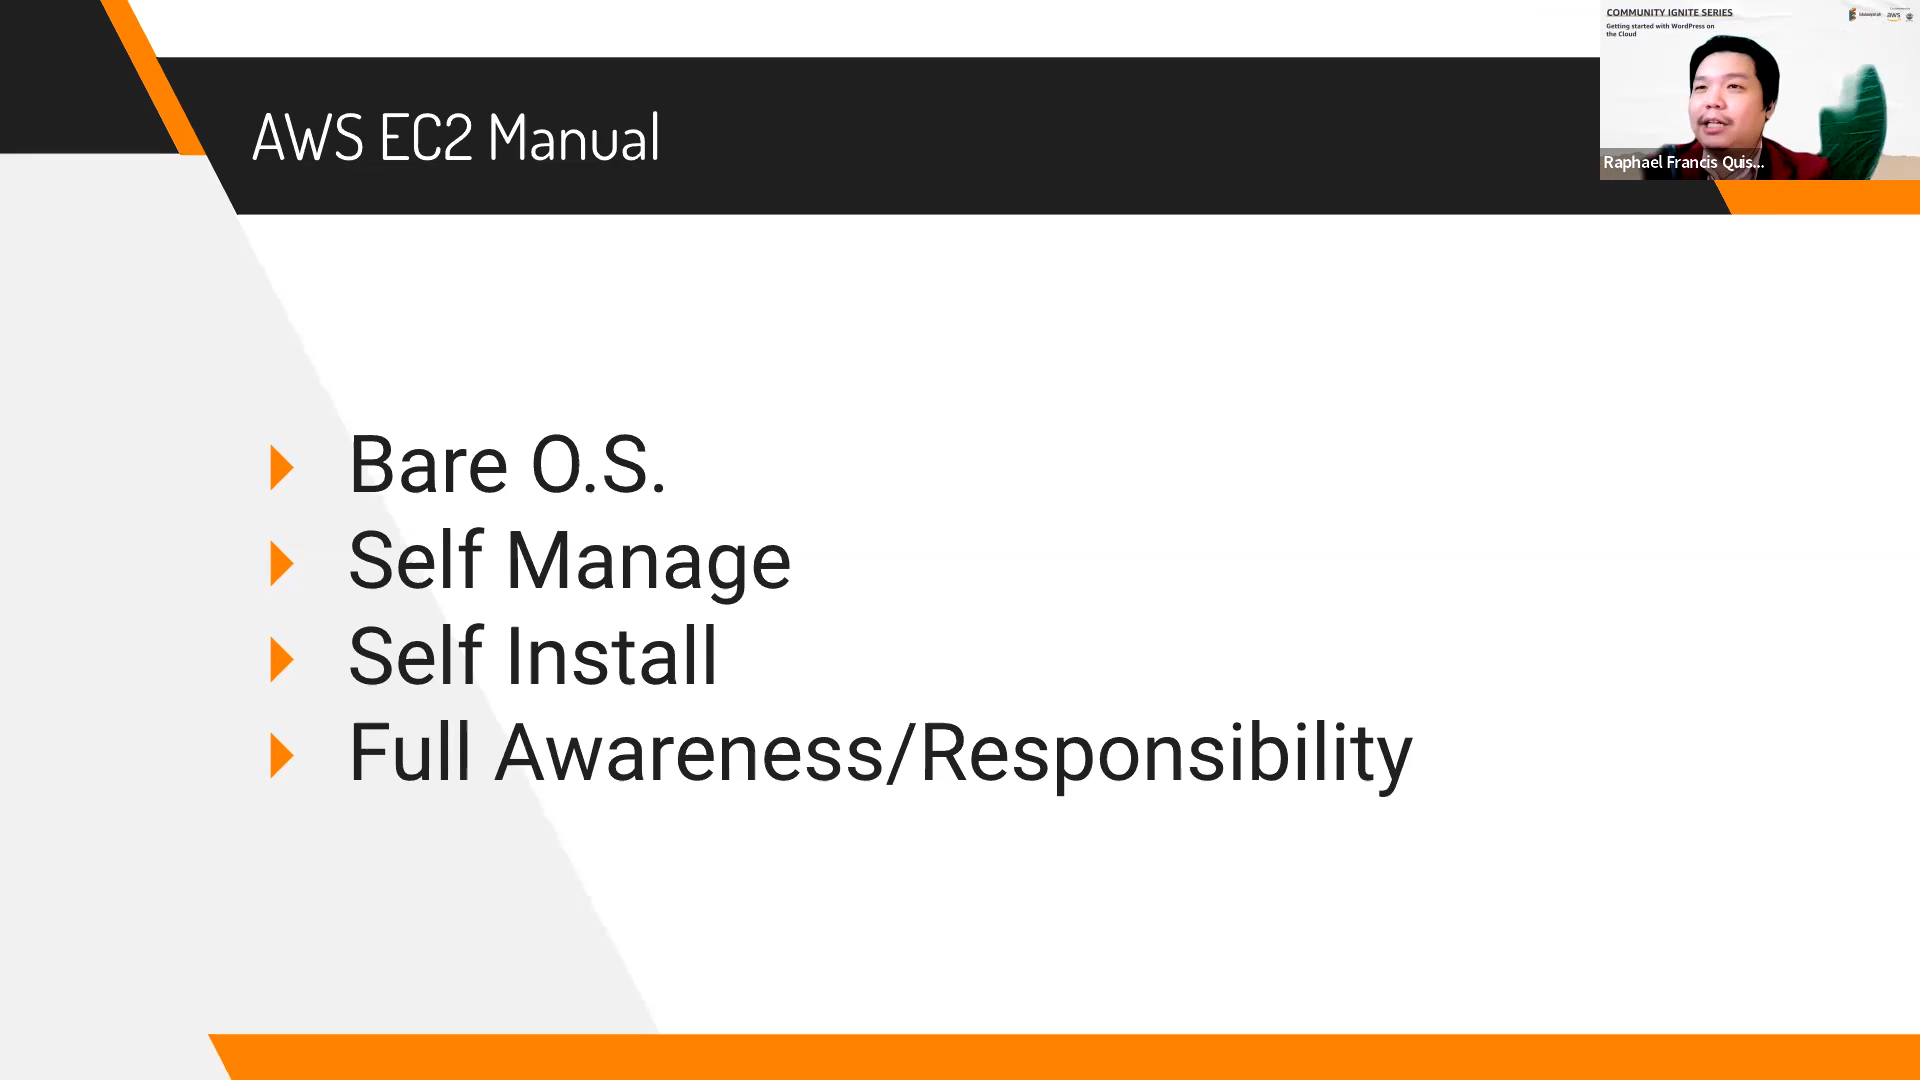 COMMUNITY IGNITE SERIES
Getting started with WordPress on
the Cloud
aws
Raphael Francis Quis...
AWS EC2 Manual
Bare O.S.
Self Manage
Self Install
Full Awareness/Responsibility